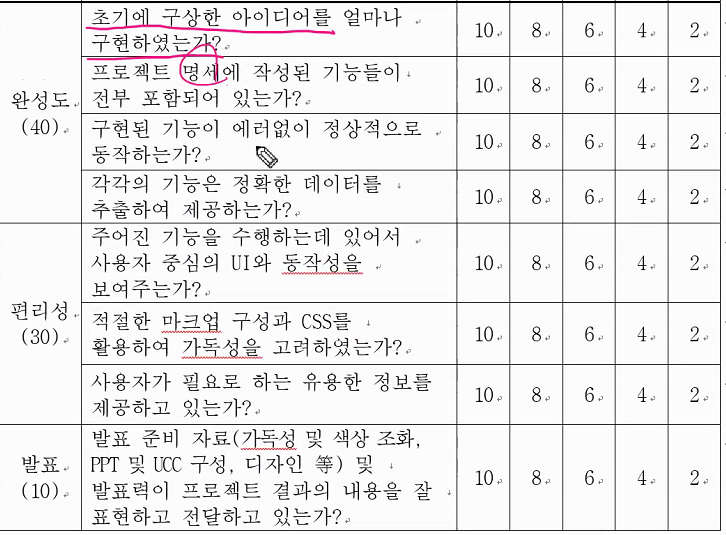 초기에 구상한 아이디어를 얼마나
구현하였는가?
10 8 6 4 2
프로젝트 명세에 작성된 기능들이
전부 포함되어 있는가?
10 8 6 4 2
완성도
(40)
구현된 기능이 에러없이 정상적으로
동작하는가?
10 8 6 4 2
각각의 기능은 정확한 데이터를
추출하여 제공하는가?
10 8 6 4 2
주어진 기능을 수행하는데 있어서
사용자 중심의 UI와 동작성을
보여주는가?
10 8 6 4 2
편리성
(30)
적절한 마크업 구성과 CSS를
활용하여 가독성을 고려하였는가?
10 8 6 4 2
사용자가 필요로 하는 유용한 정보를
제공하고 있는가?
10 8 6 4 2
발표
(10)
발표 준비 자료(가독성 및 색상 조화,
PPT 및 UCC 구성, 디자인 等) 및
발표력이 프로젝트 결과의 내용을 잘
표현하고 전달하고 있는가?
10 8 6 4 2